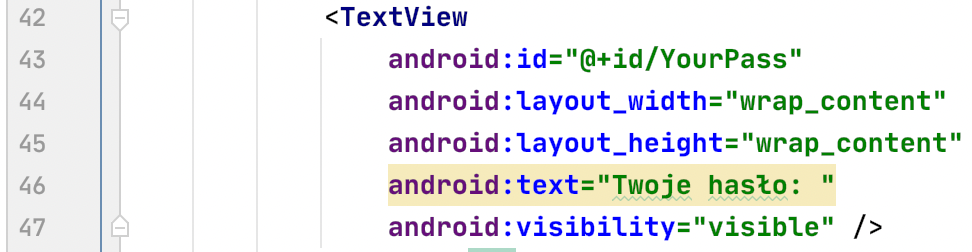 42 <TextView
43 android:id="@+id/YourPass"
44 android:layout_width="wrap_content"
45 android:layout_height="wrap_content"
46 android:text="Twoje hasło: "
47 android:visibility="visible" />